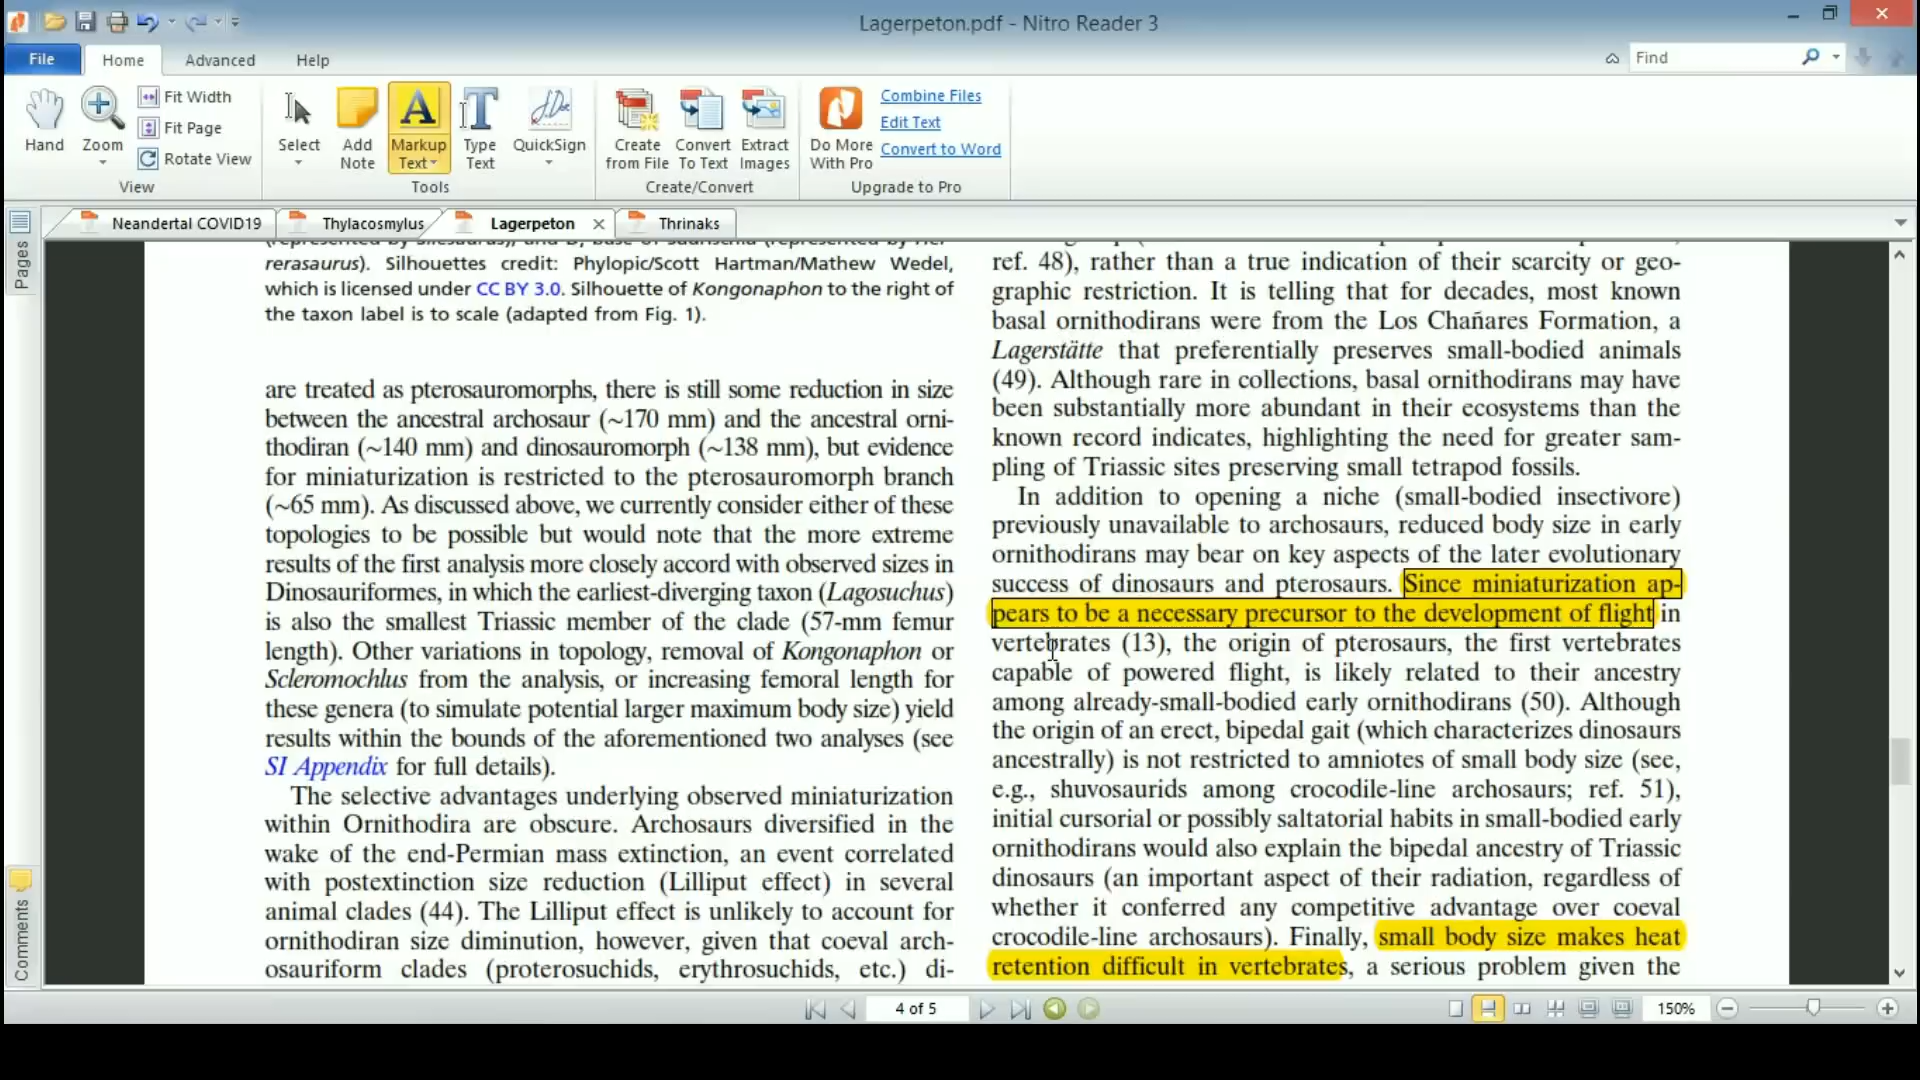 Lagerpeton.pdf - Nitro Reader 3
File
Home
Advanced
Help
Find
Hand
Zoom
Fit Width
Fit Page
Rotate View
View
Select
Add Note
Markup Text
Type Text
QuickSign
Tools
Create from File
Convert To Text
Extract Images
Create/Convert
Do More With Pro
Combine Files
Edit Text
Convert to Word
Upgrade to Pro
Neandertal COVID19
Thylacosmylus
Lagerpeton
Thrinaks
Pages
Comments
(represented by Silesaurus), and D, base of Saurischia (represented by Her-
rerasaurus). Silhouettes credit: Phylopic/Scott Hartman/Mathew Wedel,
which is licensed under CC BY 3.0. Silhouette of Kongonaphon to the right of
the taxon label is to scale (adapted from Fig. 1).
are treated as pterosauromorphs, there is still some reduction in size
between the ancestral archosaur (~170 mm) and the ancestral orni-
thodiran (~140 mm) and dinosauromorph (~138 mm), but evidence
for miniaturization is restricted to the pterosauromorph branch
(~65 mm). As discussed above, we currently consider either of these
topologies to be possible but would note that the more extreme
results of the first analysis more closely accord with observed sizes in
Dinosauriformes, in which the earliest-diverging taxon (Lagosuchus)
is also the smallest Triassic member of the clade (57-mm femur
length). Other variations in topology, removal of Kongonaphon or
Scleromochlus from the analysis, or increasing femoral length for
these genera (to simulate potential larger maximum body size) yield
results within the bounds of the aforementioned two analyses (see
SI Appendix for full details).
The selective advantages underlying observed miniaturization
within Ornithodira are obscure. Archosaurs diversified in the
wake of the end-Permian mass extinction, an event correlated
with postextinction size reduction (Lilliput effect) in several
animal clades (44). The Lilliput effect is unlikely to account for
ornithodiran size diminution, however, given that coeval arch-
osauriform clades (proterosuchids, erythrosuchids, etc.) di-
ref. 48), rather than a true indication of their scarcity or geo-
graphic restriction. It is telling that for decades, most known
basal ornithodirans were from the Los Chañares Formation, a
Lagerstätte that preferentially preserves small-bodied animals
(49). Although rare in collections, basal ornithodirans may have
been substantially more abundant in their ecosystems than the
known record indicates, highlighting the need for greater sam-
pling of Triassic sites preserving small tetrapod fossils.
In addition to opening a niche (small-bodied insectivore)
previously unavailable to archosaurs, reduced body size in early
ornithodirans may bear on key aspects of the later evolutionary
success of dinosaurs and pterosaurs. Since miniaturization ap-
pears to be a necessary precursor to the development of flight in
vertebrates (13), the origin of pterosaurs, the first vertebrates
capable of powered flight, is likely related to their ancestry
among already-small-bodied early ornithodirans (50). Although
the origin of an erect, bipedal gait (which characterizes dinosaurs
ancestrally) is not restricted to amniotes of small body size (see,
e.g., shuvosaurids among crocodile-line archosaurs; ref. 51),
initial cursorial or possibly saltatorial habits in small-bodied early
ornithodirans would also explain the bipedal ancestry of Triassic
dinosaurs (an important aspect of their radiation, regardless of
whether it conferred any competitive advantage over coeval
crocodile-line archosaurs). Finally, small body size makes heat
retention difficult in vertebrates, a serious problem given the
4 of 5
150%